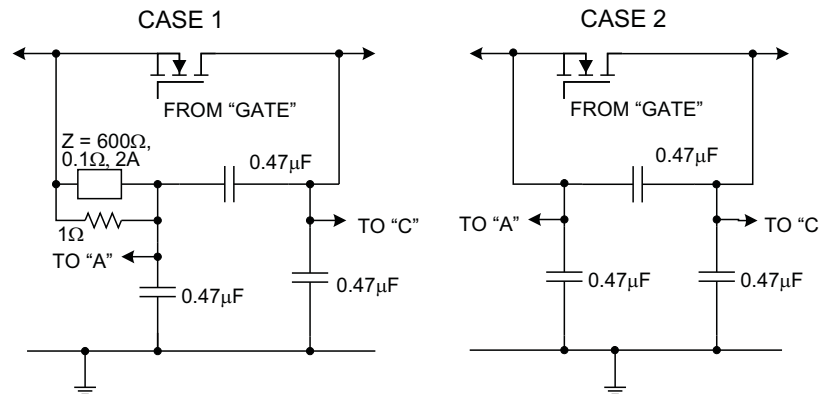 CASE 1
FROM “GATE”
Z = 600Ω,
0.1Ω, 2A
0.47μF
1Ω
TO “A”
TO “C”
0.47μF
0.47μF
CASE 2
FROM “GATE”
0.47μF
TO “A”
TO “C
0.47μF
0.47μF